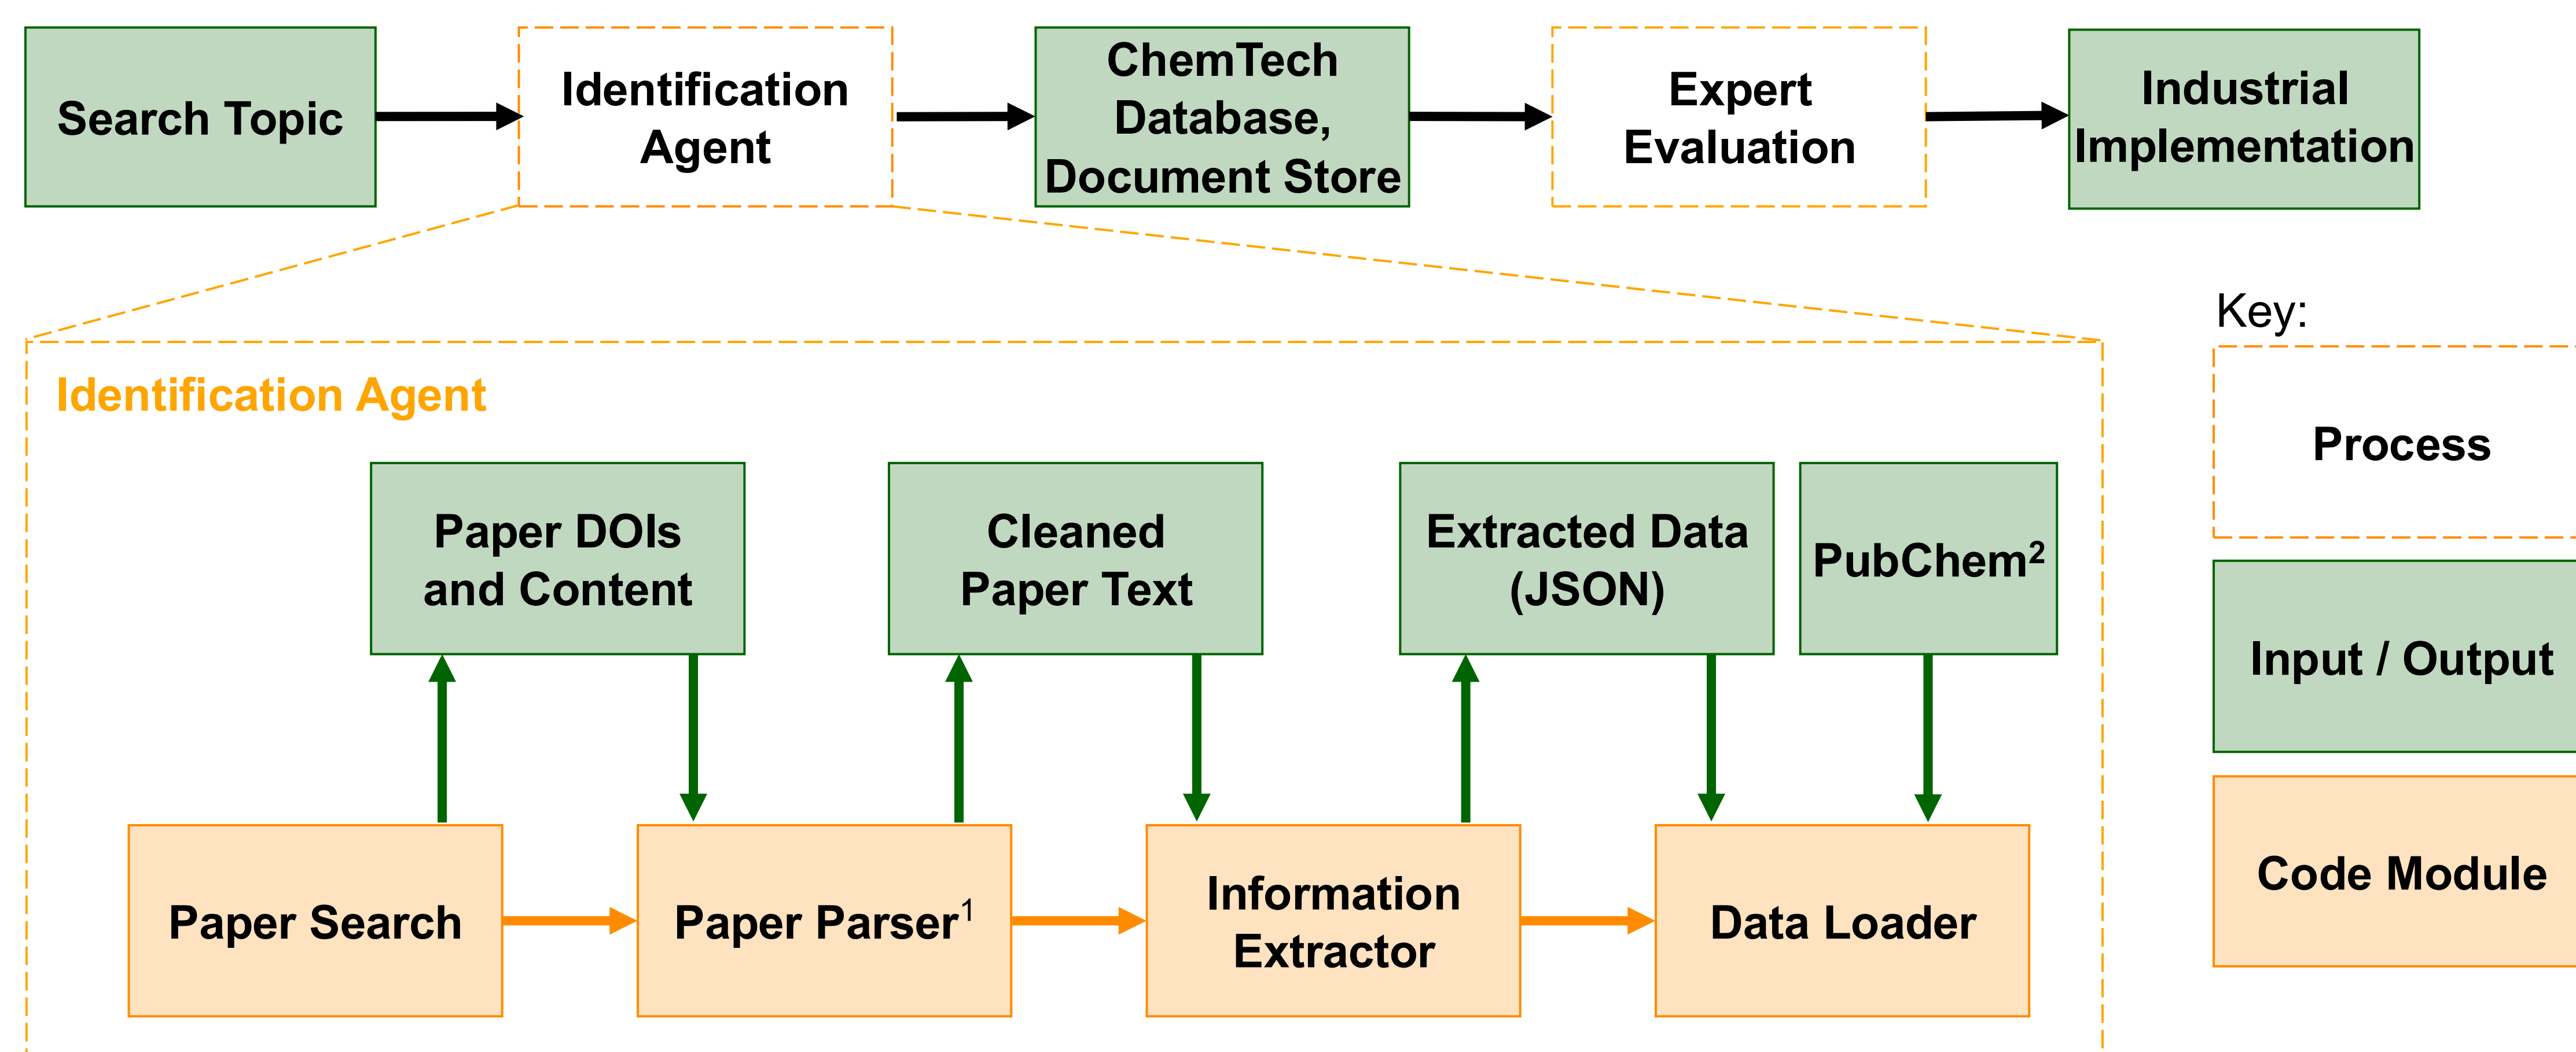 Search Topic
Identification
Agent
ChemTech
Database,
Document Store
Expert
Evaluation
Industrial
Implementation
Key:
Process
Input / Output
Code Module
Identification Agent
Paper DOIs
and Content
Cleaned
Paper Text
Extracted Data
(JSON)
PubChem²
Paper Search
Paper Parser¹
Information
Extractor
Data Loader